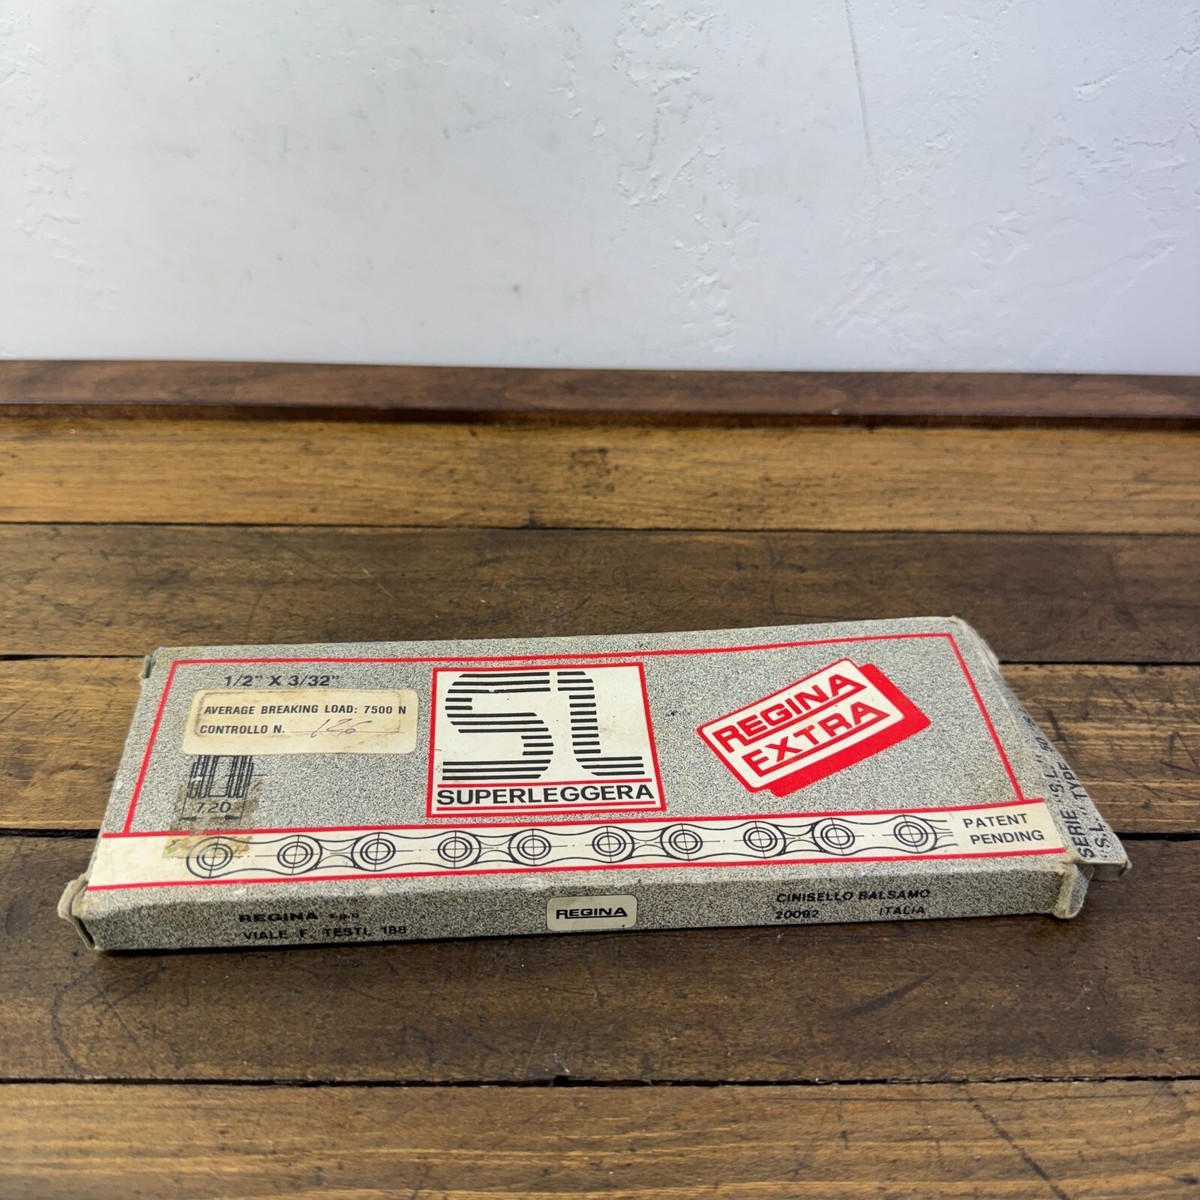 1/2" X 3/32"
AVERAGE BREAKING LOAD: 7500 N
CONTROLLO N. 126
7.20
SL
SUPERLEGGERA
REGINA
EXTRA
PATENT
PENDING
SERIE "S.L."
"S.L." TYPE
REGINA S.p.A.
VIALE F. TESTI, 188
REGINA
CINISELLO BALSAMO
20092 ITALIA